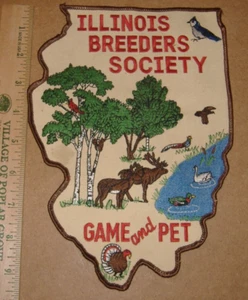 ILLINOIS
BREEDERS
SOCIETY
GAME and PET
VILLAGE OF POPLAR GROVE